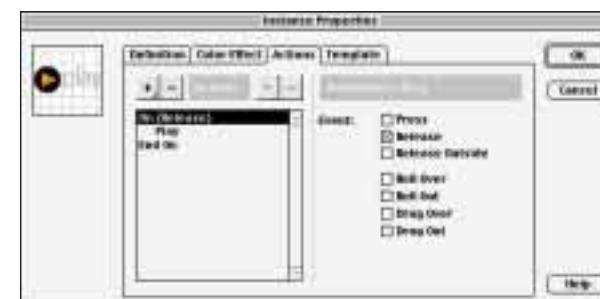 Instance Properties
play
Definition Color Effect Actions Template
OK
Cancel
+ -
On (Release)
Play
End On
Event:
Press
Release
Release Outside
Roll Over
Roll Out
Drag Over
Drag Out
Help